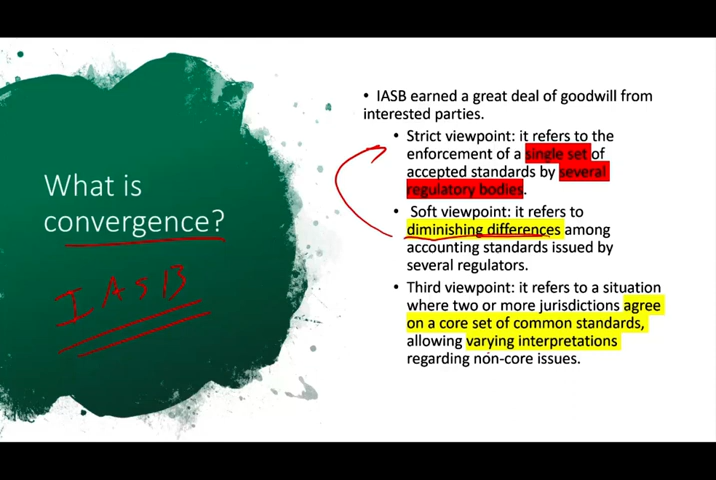 What is
convergence?
IASB
• IASB earned a great deal of goodwill from
interested parties.
• Strict viewpoint: it refers to the
enforcement of a single set of
accepted standards by several
regulatory bodies.
• Soft viewpoint: it refers to
diminishing differences among
accounting standards issued by
several regulators.
• Third viewpoint: it refers to a situation
where two or more jurisdictions agree
on a core set of common standards,
allowing varying interpretations
regarding non-core issues.